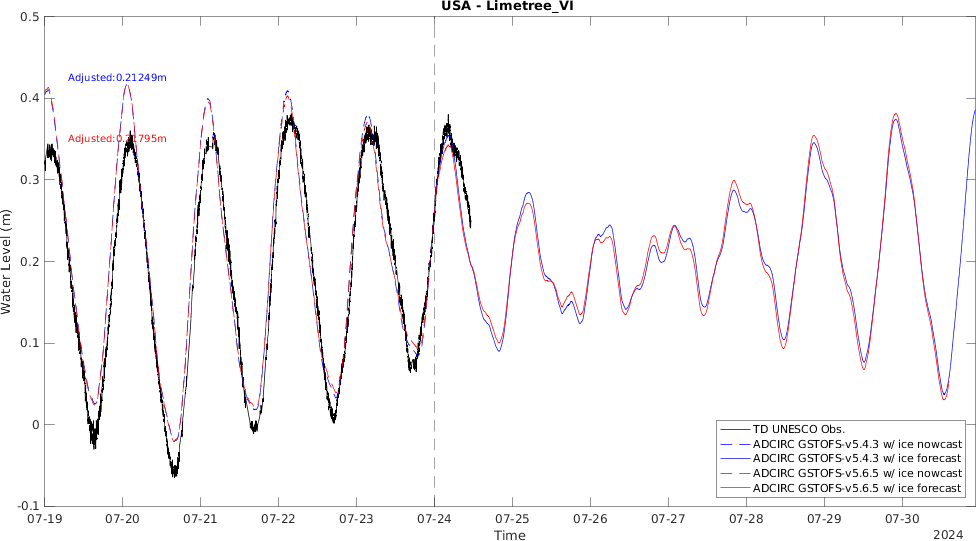 USA - Limetree_VI
0.5
0.4
0.3
0.2
0.1
0
-0.1
Water Level (m)
Adjusted:0.21249m
07-19
07-20
07-21
07-22
07-23
07-24
07-25
07-26
07-27
07-28
07-29
07-30
Time
2024
TD UNESCO Obs.
ADCIRC GSTOFS-v5.4.3 w/ ice nowcast
ADCIRC GSTOFS-v5.4.3 w/ ice forecast
ADCIRC GSTOFS-v5.6.5 w/ ice nowcast
ADCIRC GSTOFS-v5.6.5 w/ ice forecast